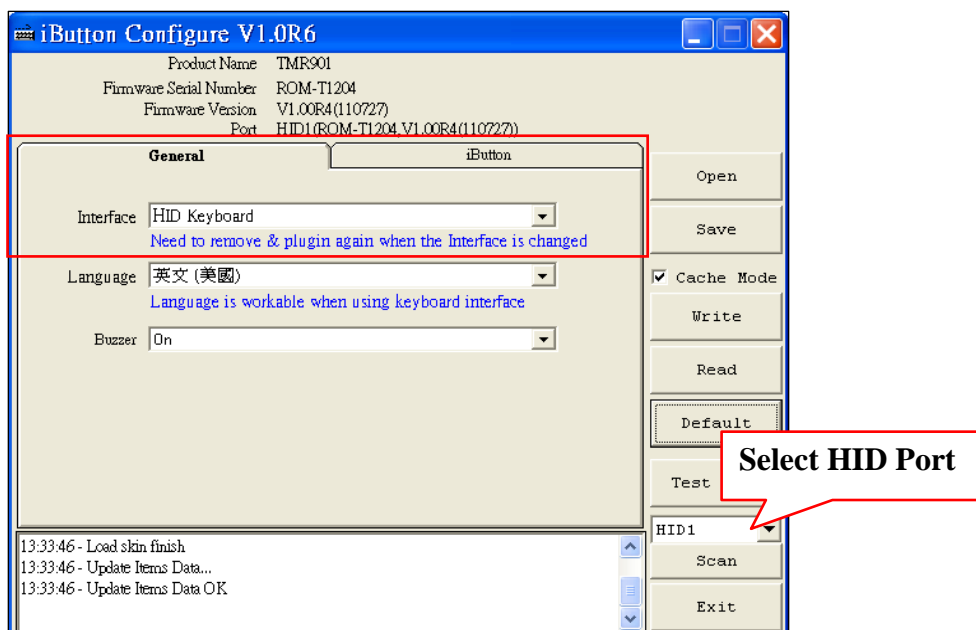 iButton Configure V1.0R6
Product Name TMR901
Firmware Serial Number ROM-T1204
Firmware Version V1.00R4(110727)
Port HID1(ROM-T1204,V1.00R4(110727))
General iButton
Interface HID Keyboard
Need to remove & plugin again when the Interface is changed
Language 英文 (美國)
Language is workable when using keyboard interface
Buzzer On
Open
Save
Cache Mode
Write
Read
Default
Select HID Port
Test
HID1
Scan
Exit
13:33:46 - Load skin finish
13:33:46 - Update Items Data...
13:33:46 - Update Items Data OK